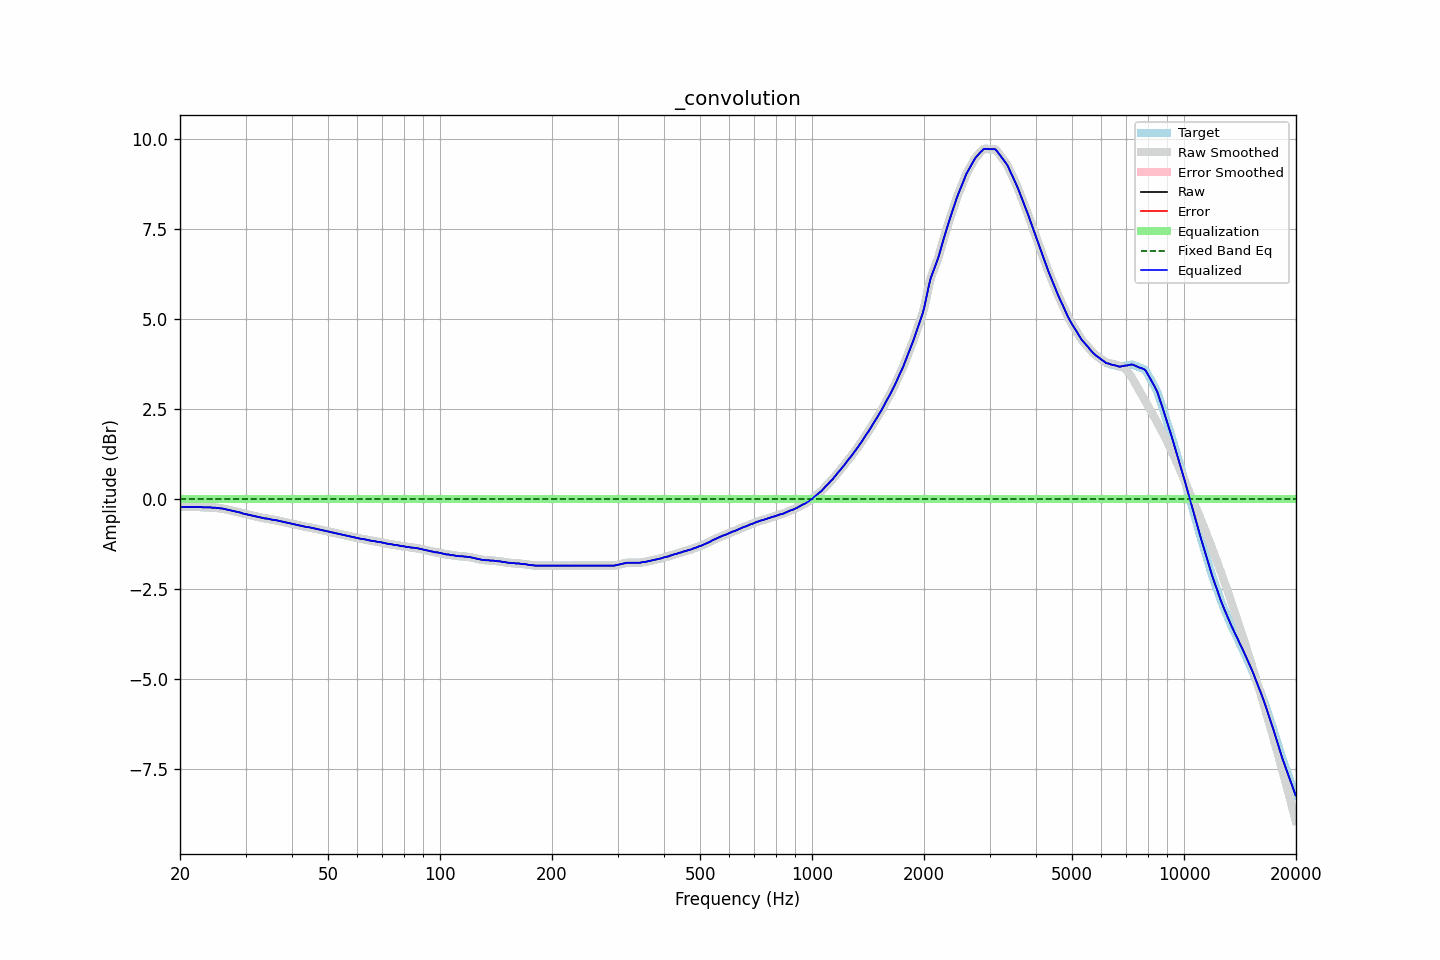 _convolution
Target
Raw Smoothed
Error Smoothed
Raw
Error
Equalization
Fixed Band Eq
Equalized
10.0
7.5
5.0
2.5
0.0
−2.5
−5.0
−7.5
Amplitude (dBr)
20 50 100 200 500 1000 2000 5000 10000 20000
Frequency (Hz)